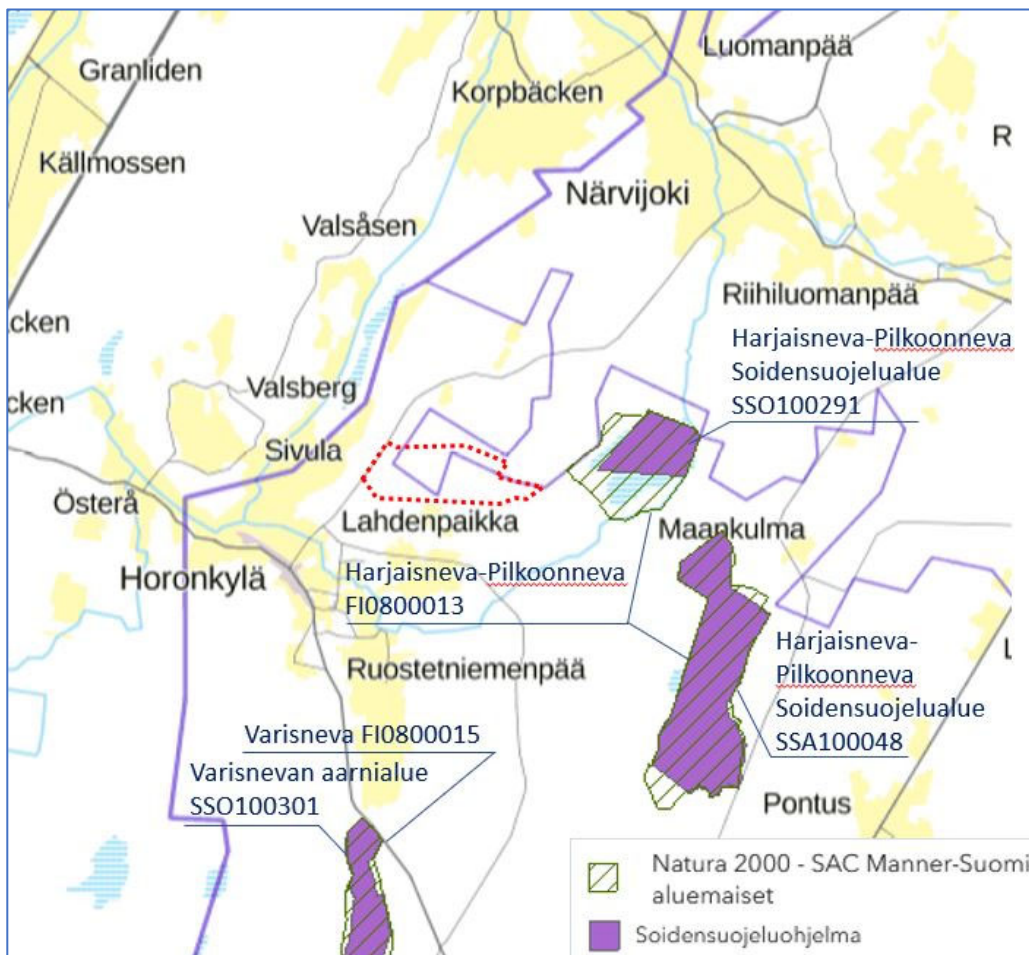 Luomanpää
Granliden
Korpbäcken
R
Källmossen
Närvijoki
Valsåsen
Riihiluomanpää
cken
Harjaisneva-Pilkoonneva
Soidensuojelualue
SSO100291
Valsberg
cken
Sivula
Österå
Lahdenpaikka
Maankulma
Horonkylä
Harjaisneva-Pilkoonneva
FI0800013
Harjaisneva-
Pilkoonneva
Soidensuojelualue
SSA100048
L
Ruostetniemenpää
Varisneva FI0800015
Varisnevan aarnialue
SSO100301
Pontus
Natura 2000 - SAC Manner-Suomi
aluemaiset
Soidensuojeluohjelma